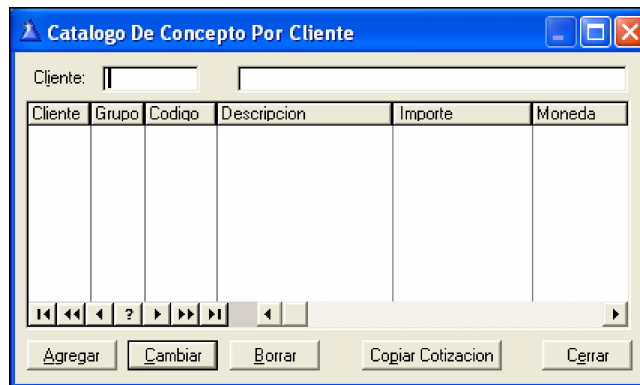 Catalogo De Concepto Por Cliente
Cliente:
Cliente Grupo Codigo Descripcion Importe Moneda
?
Agregar Cambiar Borrar Copiar Cotizacion Cerrar